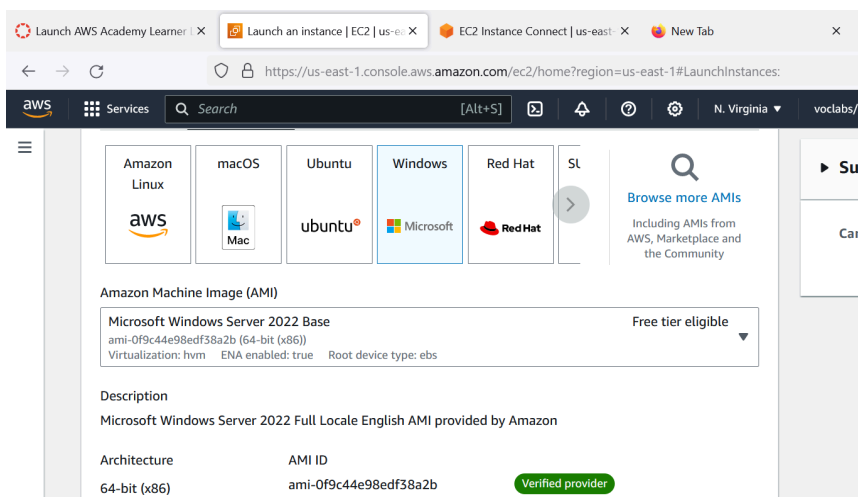 Launch AWS Academy Learner L
Launch an instance | EC2 | us-ea
EC2 Instance Connect | us-east-
New Tab
https://us-east-1.console.aws.amazon.com/ec2/home?region=us-east-1#LaunchInstances:
aws
Services
Search
[Alt+S]
N. Virginia
voclabs/
Amazon
Linux
aws
macOS
Mac
Ubuntu
ubuntu
Windows
Microsoft
Red Hat
Red Hat
SU
Browse more AMIs
Including AMIs from
AWS, Marketplace and
the Community
Su
Can
Amazon Machine Image (AMI)
Microsoft Windows Server 2022 Base
Free tier eligible
ami-0f9c44e98edf38a2b (64-bit (x86))
Virtualization: hvm ENA enabled: true Root device type: ebs
Description
Microsoft Windows Server 2022 Full Locale English AMI provided by Amazon
Architecture
AMI ID
64-bit (x86)
ami-0f9c44e98edf38a2b
Verified provider